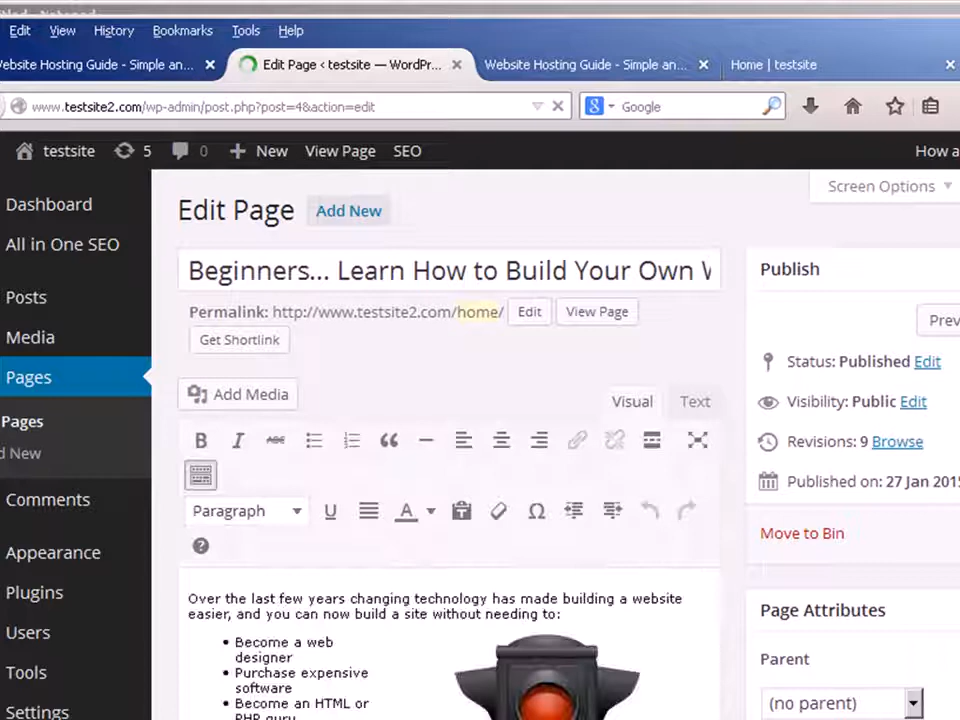 Edit View History Bookmarks Tools Help
ebsite Hosting Guide - Simple an... Edit Page ‹ testsite — WordPr... Website Hosting Guide - Simple an... Home | testsite
www.testsite2.com/wp-admin/post.php?post=4&action=edit Google
testsite 5 0 New View Page SEO How a
Screen Options
Dashboard
All in One SEO
Posts
Media
Pages
Pages
d New
Comments
Appearance
Plugins
Users
Tools
Settings
Edit Page Add New
Beginners... Learn How to Build Your Own W
Permalink: http://www.testsite2.com/home/ Edit View Page
Get Shortlink
Add Media
Visual Text
B I ABC
Paragraph U A Ω
Over the last few years changing technology has made building a website
easier, and you can now build a site without needing to:
• Become a web
designer
• Purchase expensive
software
• Become an HTML or
PHP guru
Publish
Prev
Status: Published Edit
Visibility: Public Edit
Revisions: 9 Browse
Published on: 27 Jan 2015
Move to Bin
Page Attributes
Parent
(no parent)